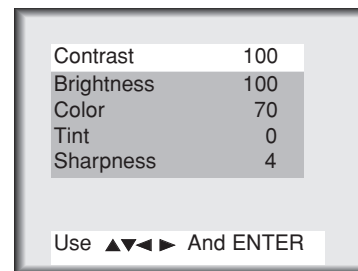 Contrast 100
Brightness 100
Color 70
Tint 0
Sharpness 4
Use ▲▼◄ ► And ENTER